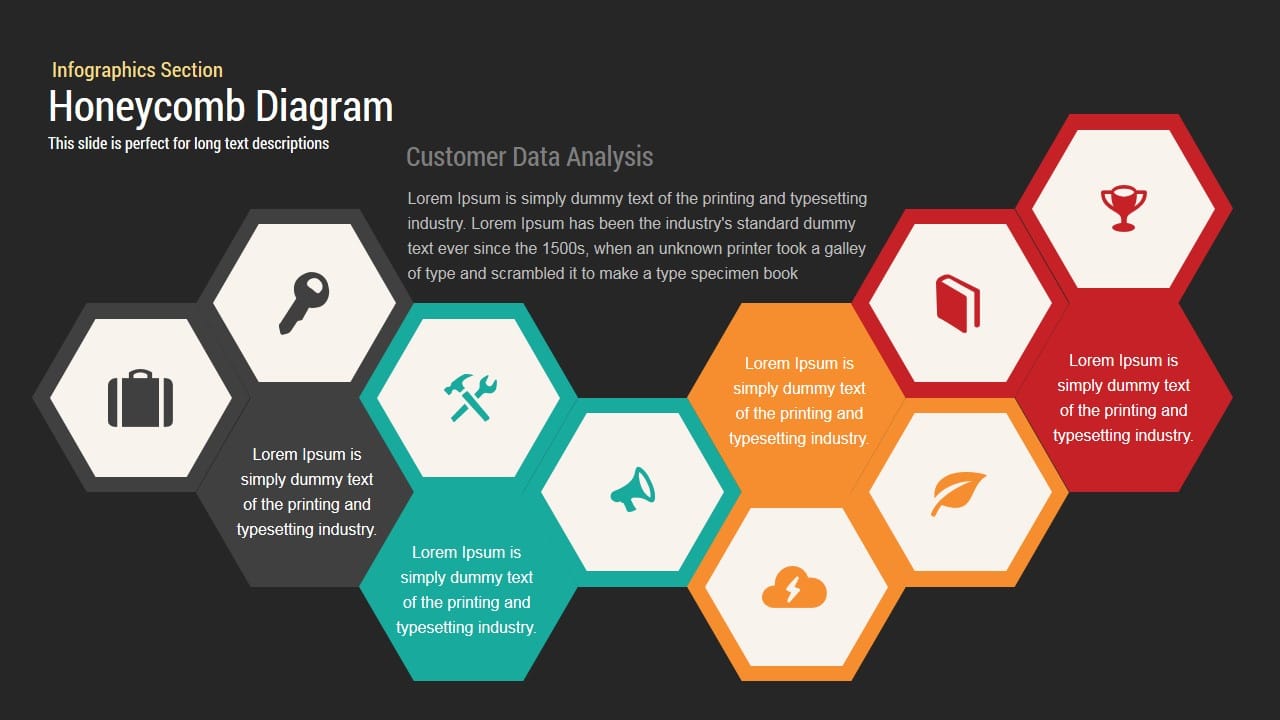 Infographics Section
Honeycomb Diagram
This slide is perfect for long text descriptions
Customer Data Analysis
Lorem Ipsum is simply dummy text of the printing and typesetting
industry. Lorem Ipsum has been the industry's standard dummy
text ever since the 1500s, when an unknown printer took a galley
of type and scrambled it to make a type specimen book
Lorem Ipsum is
simply dummy text
of the printing and
typesetting industry.
Lorem Ipsum is
simply dummy text
of the printing and
typesetting industry.
Lorem Ipsum is
simply dummy text
of the printing and
typesetting industry.
Lorem Ipsum is
simply dummy text
of the printing and
typesetting industry.